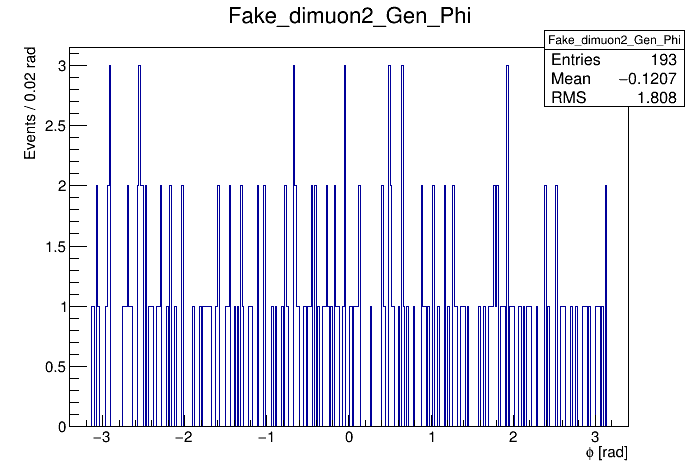 Fake_dimuon2_Gen_Phi
Fake_dimuon2_Gen_Phi
Entries 193
Mean −0.1207
RMS 1.808
Events / 0.02 rad
3
2.5
2
1.5
1
0.5
0
−3 −2 −1 0 1 2 3
ϕ [rad]